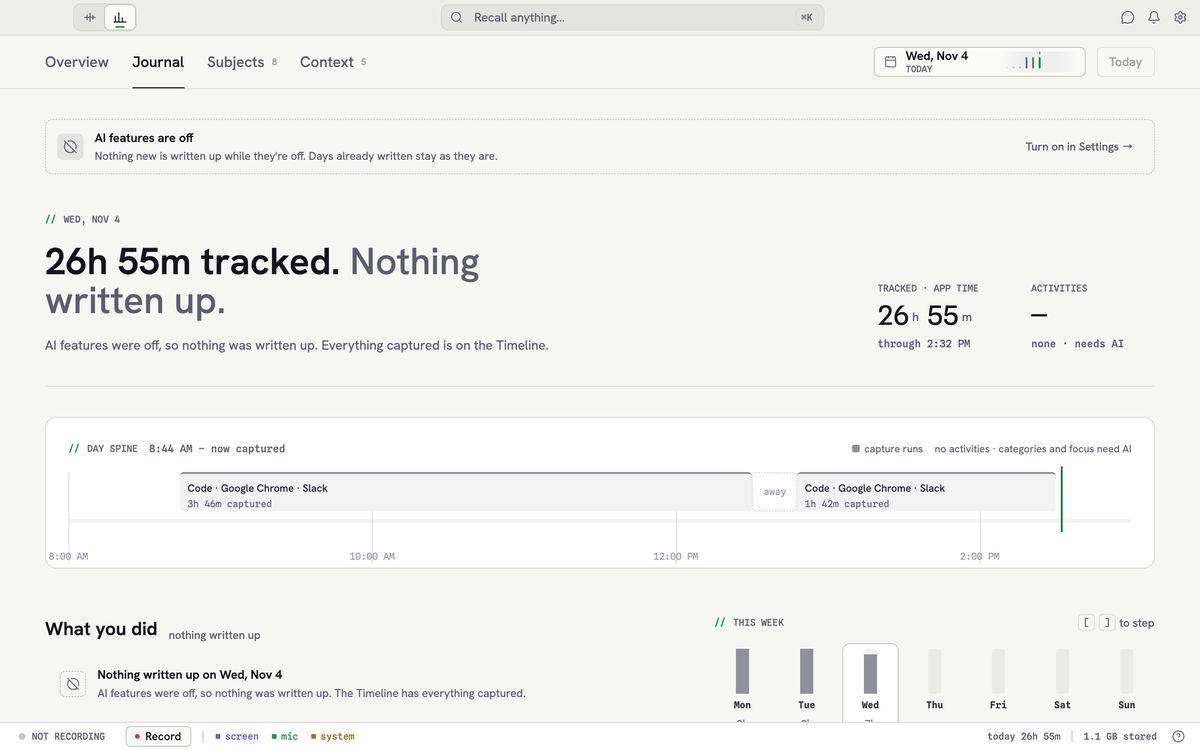 Recall anything...
⌘K
Overview
Journal
Subjects 8
Context 5
Wed, Nov 4
TODAY
Today
AI features are off
Nothing new is written up while they're off. Days already written stay as they are.
Turn on in Settings →
// WED, NOV 4
26h 55m tracked. Nothing
written up.
AI features were off, so nothing was written up. Everything captured is on the Timeline.
TRACKED · APP TIME
26 h 55 m
through 2:32 PM
ACTIVITIES
—
none · needs AI
// DAY SPINE 8:44 AM – now captured
capture runs
no activities · categories and focus need AI
Code · Google Chrome · Slack
3h 46m captured
away
Code · Google Chrome · Slack
1h 42m captured
8:00 AM
10:00 AM
12:00 PM
2:00 PM
What you did nothing written up
Nothing written up on Wed, Nov 4
AI features were off, so nothing was written up. The Timeline has everything captured.
// THIS WEEK
[ ] to step
Mon
Tue
Wed
Thu
Fri
Sat
Sun
NOT RECORDING
Record
screen
mic
system
today 26h 55m
1.1 GB stored